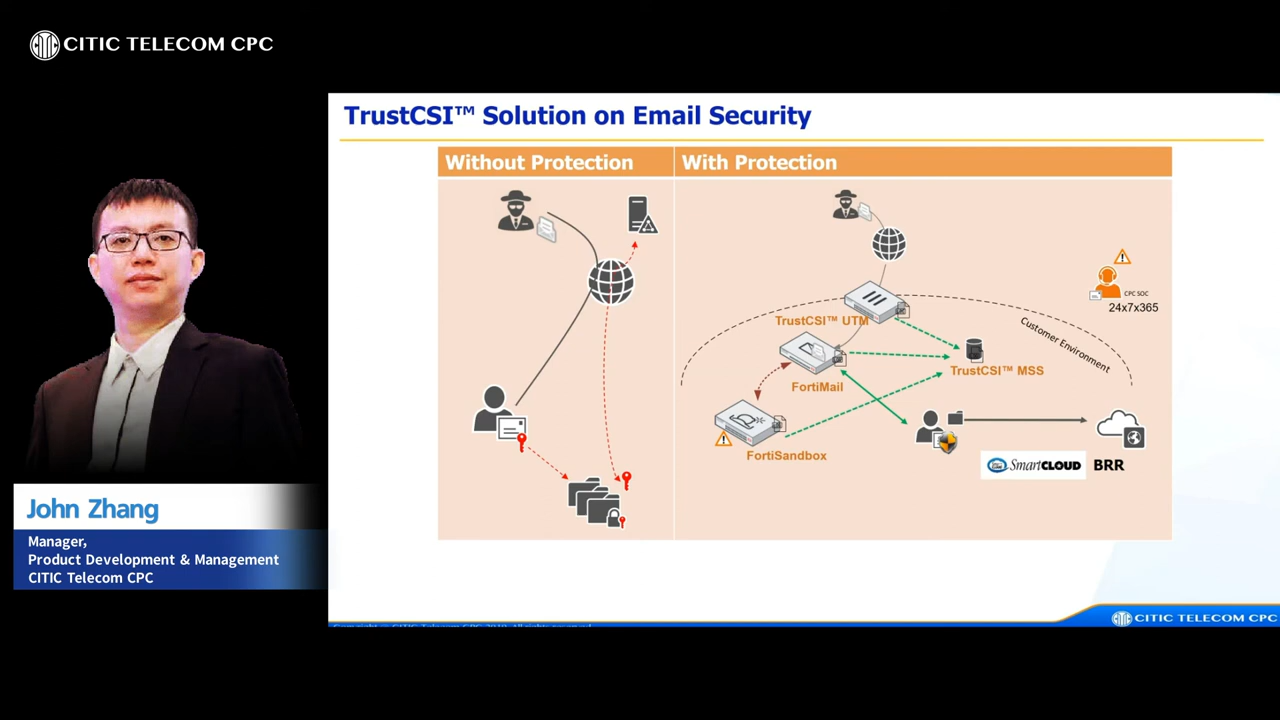 CITIC TELECOM CPC
TrustCSI™ Solution on Email Security
Without Protection
With Protection
CPC SOC
24x7x365
TrustCSI™ UTM
Customer Environment
TrustCSI™ MSS
FortiMail
FortiSandbox
SmartCLOUD BRR
John Zhang
Manager,
Product Development & Management
CITIC Telecom CPC
CITIC TELECOM CPC